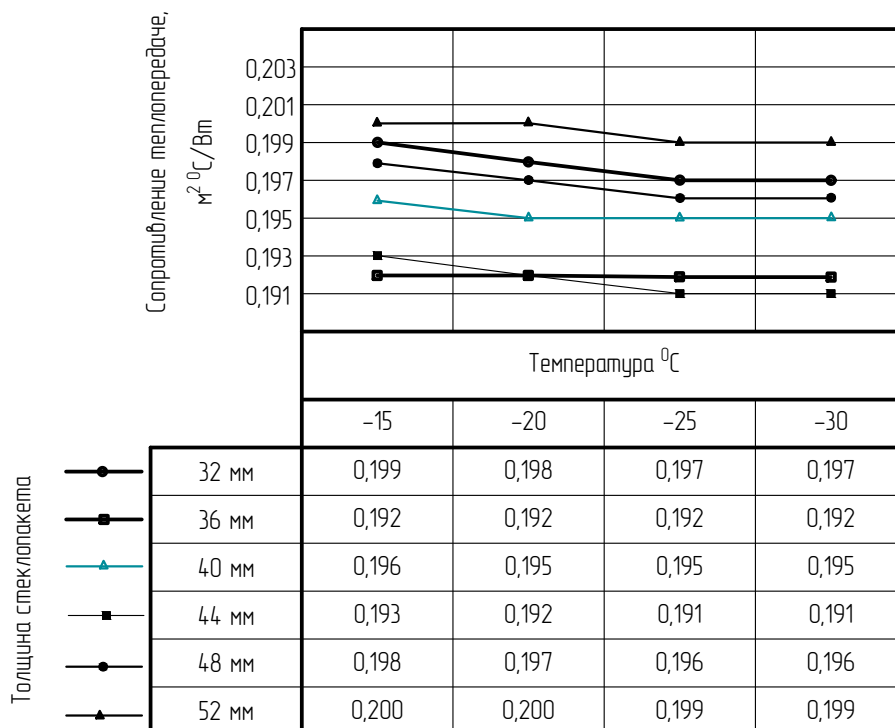 Сопротивление теплопередаче,
м² ⁰С/Вт
0,203
0,201
0,199
0,197
0,195
0,193
0,191
Температура ⁰С
-15 -20 -25 -30
Толщина стеклопакета
32 мм 0,199 0,198 0,197 0,197
36 мм 0,192 0,192 0,192 0,192
40 мм 0,196 0,195 0,195 0,195
44 мм 0,193 0,192 0,191 0,191
48 мм 0,198 0,197 0,196 0,196
52 мм 0,200 0,200 0,199 0,199